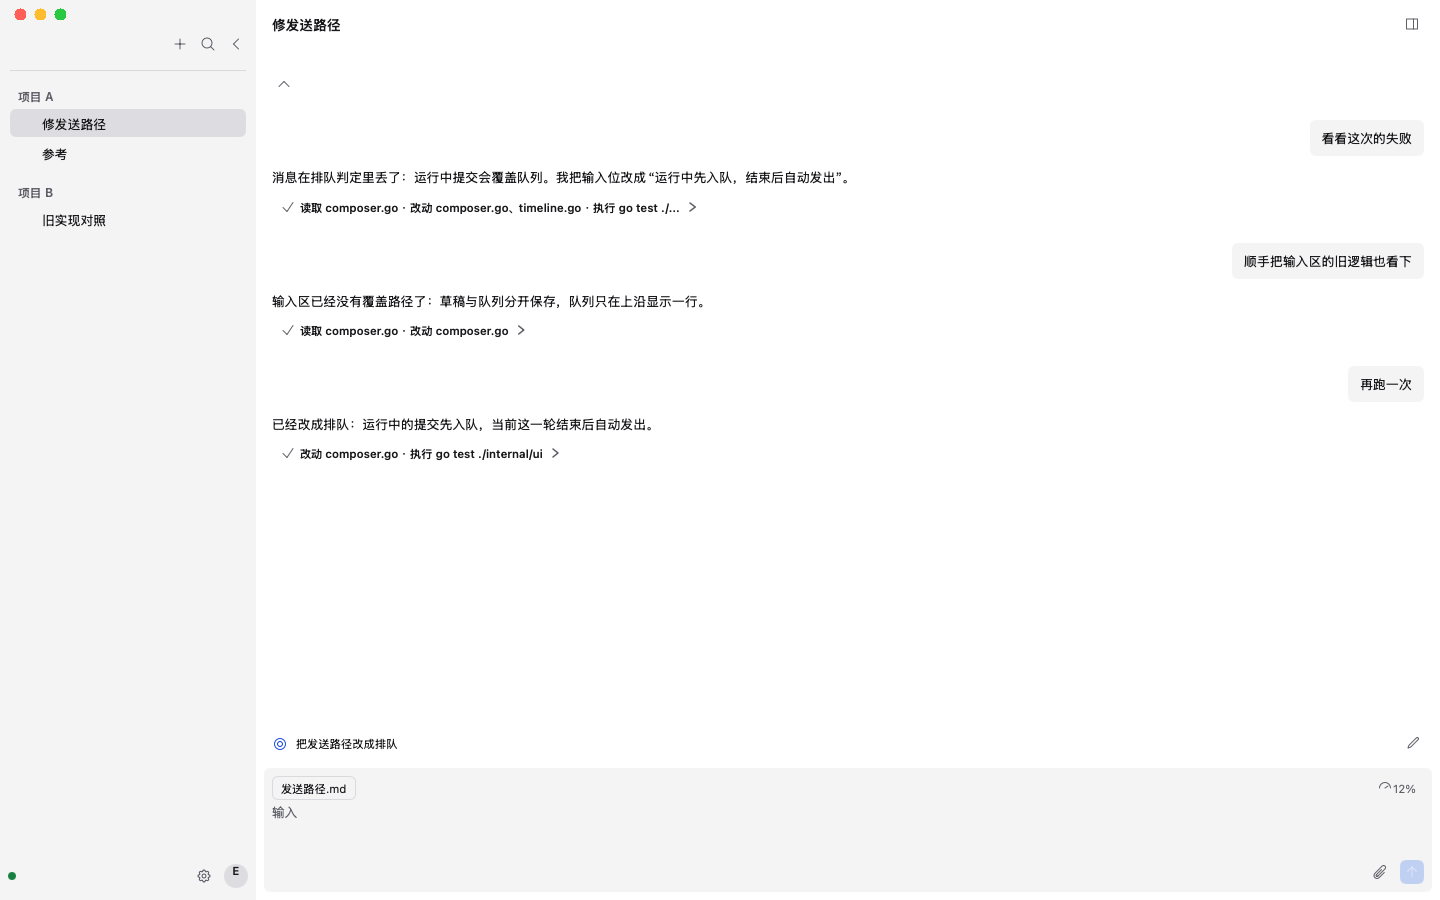 修发送路径
项目 A
修发送路径
参考
项目 B
旧实现对照
看看这次的失败
消息在排队判定里丢了：运行中提交会覆盖队列。我把输入位改成 “运行中先入队，结束后自动发出”。
读取 composer.go · 改动 composer.go、timeline.go · 执行 go test ./...
顺手把输入区的旧逻辑也看下
输入区已经没有覆盖路径了：草稿与队列分开保存，队列只在上沿显示一行。
读取 composer.go · 改动 composer.go
再跑一次
已经改成排队：运行中的提交先入队，当前这一轮结束后自动发出。
改动 composer.go · 执行 go test ./internal/ui
把发送路径改成排队
发送路径.md
12%
输入
E